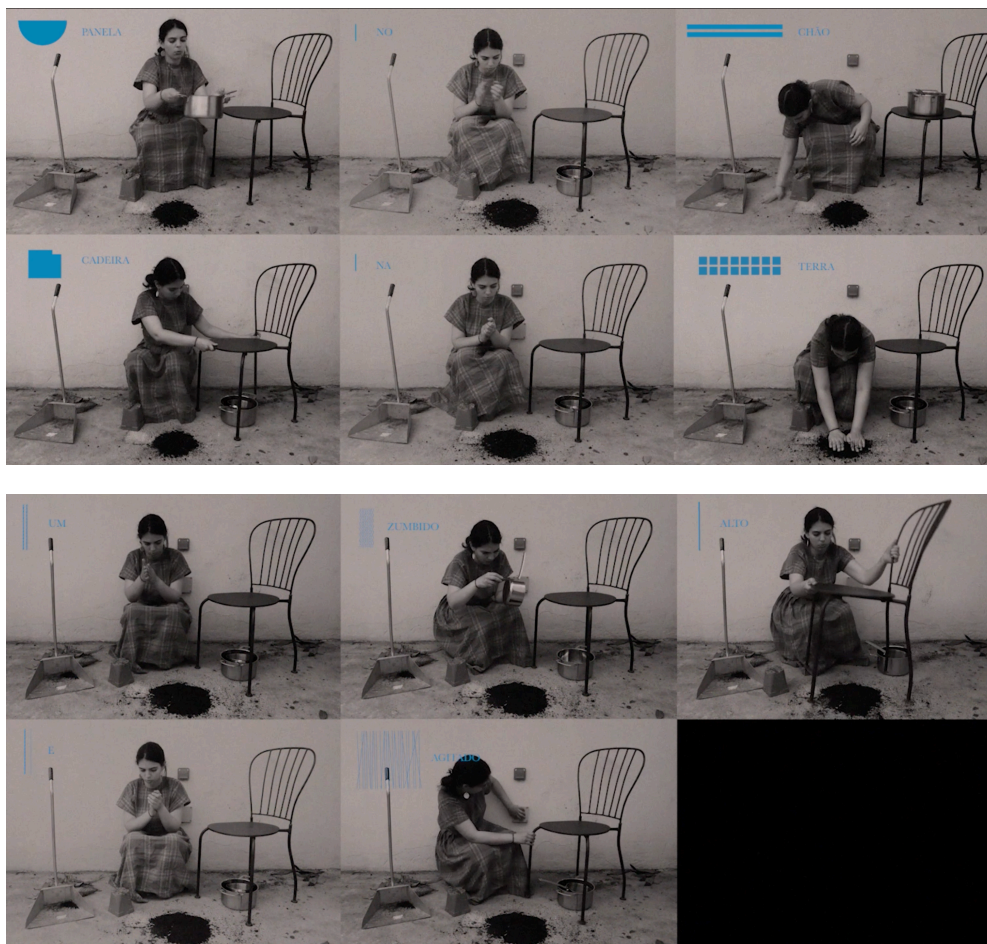 PANELA
NO
CHÃO
CADEIRA
NA
TERRA
UM
ZUMBIDO
ALTO
E
AGITADO